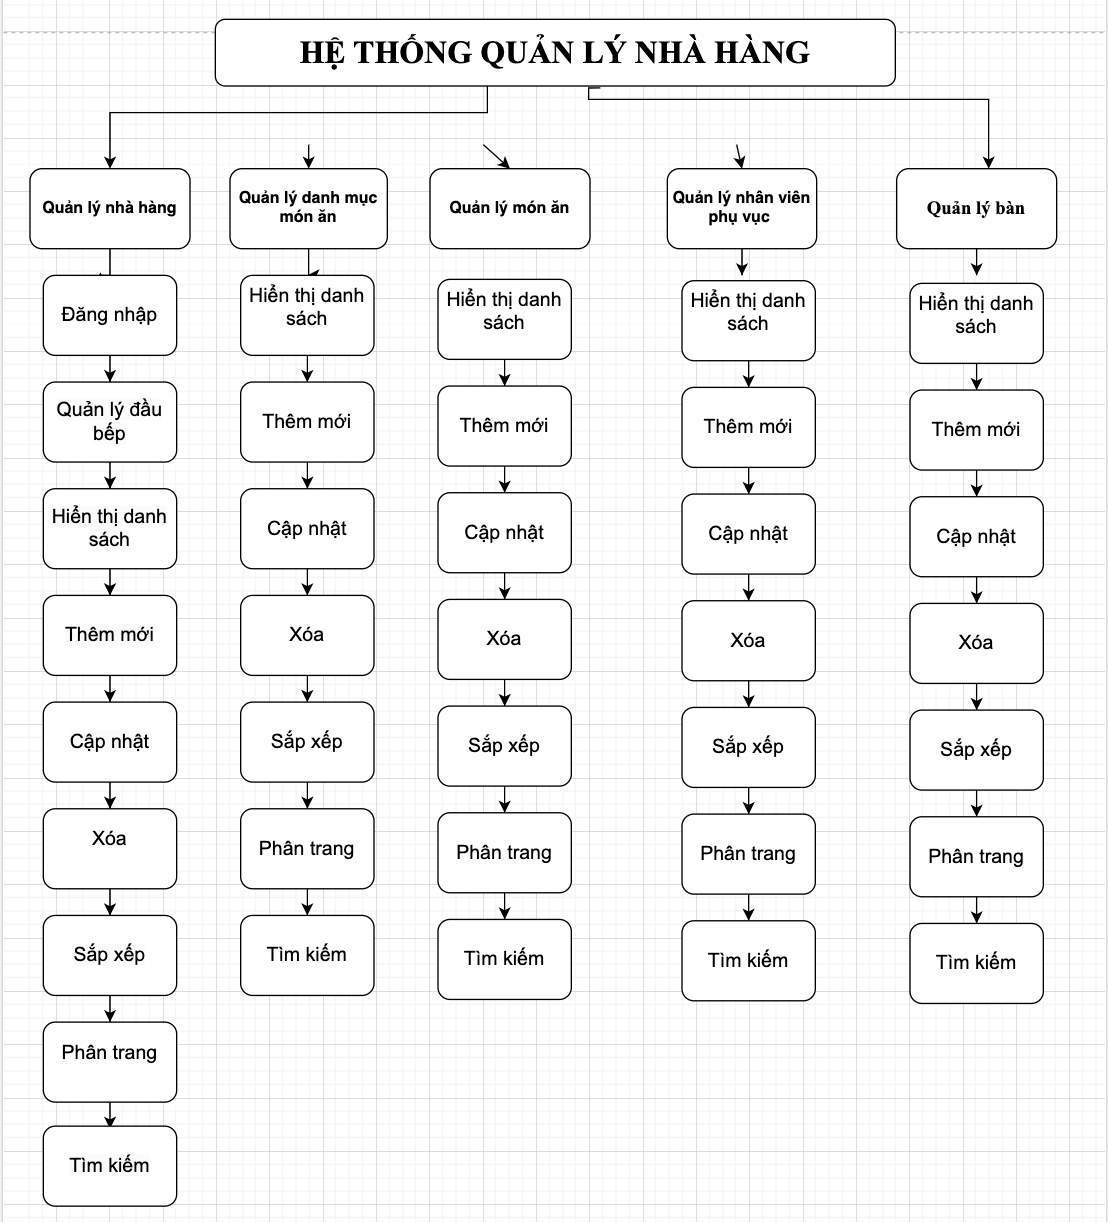 HỆ THỐNG QUẢN LÝ NHÀ HÀNG
Quản lý nhà hàng
Đăng nhập
Quản lý đầu
bếp
Hiển thị danh
sách
Thêm mới
Cập nhật
Xóa
Sắp xếp
Phân trang
Tìm kiếm
Quản lý danh mục
món ăn
Hiển thị danh
sách
Thêm mới
Cập nhật
Xóa
Sắp xếp
Phân trang
Tìm kiếm
Quản lý món ăn
Hiển thị danh
sách
Thêm mới
Cập nhật
Xóa
Sắp xếp
Phân trang
Tìm kiếm
Quản lý nhân viên
phụ vục
Hiển thị danh
sách
Thêm mới
Cập nhật
Xóa
Sắp xếp
Phân trang
Tìm kiếm
Quản lý bàn
Hiển thị danh
sách
Thêm mới
Cập nhật
Xóa
Sắp xếp
Phân trang
Tìm kiếm